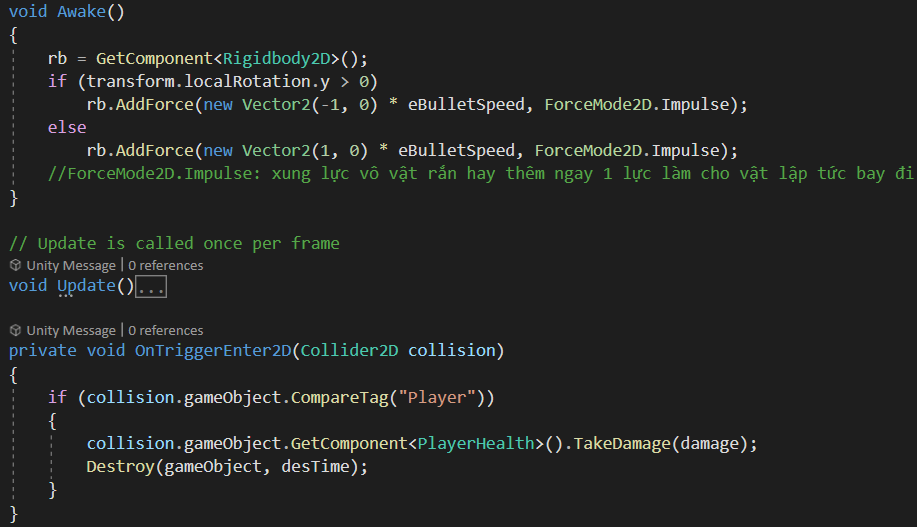 void Awake()
{
    rb = GetComponent<Rigidbody2D>();
    if (transform.localRotation.y > 0)
        rb.AddForce(new Vector2(-1, 0) * eBulletSpeed, ForceMode2D.Impulse);
    else
        rb.AddForce(new Vector2(1, 0) * eBulletSpeed, ForceMode2D.Impulse);
    //ForceMode2D.Impulse: xung lực vô vật rắn hay thêm ngay 1 lực làm cho vật lập tức bay đi
}
// Update is called once per frame
Unity Message | 0 references
void Update()...
Unity Message | 0 references
private void OnTriggerEnter2D(Collider2D collision)
{
    if (collision.gameObject.CompareTag("Player"))
    {
        collision.gameObject.GetComponent<PlayerHealth>().TakeDamage(damage);
        Destroy(gameObject, desTime);
    }
}